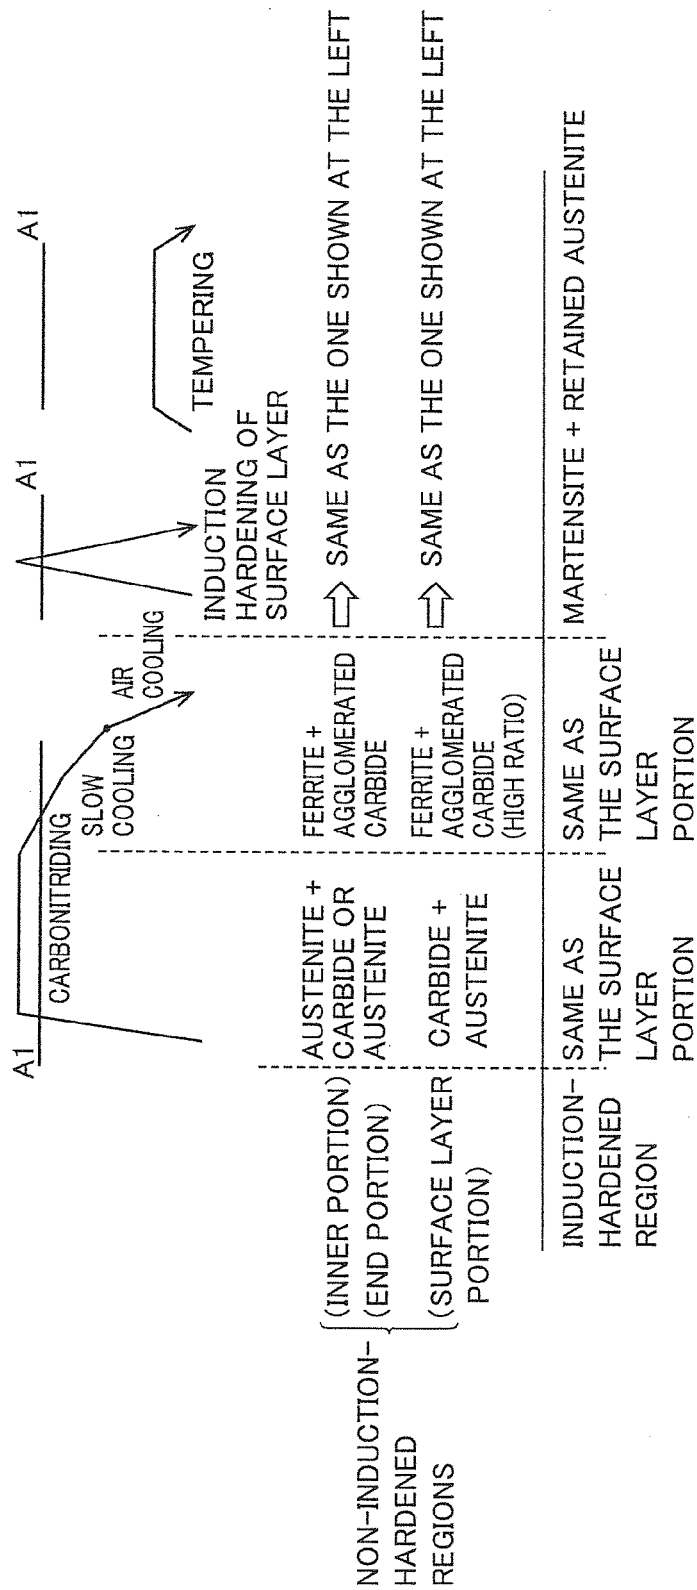 A1
CARBONITRIDING
SLOW
COOLING
AIR
COOLING
A1
INDUCTION
HARDENING OF
SURFACE LAYER
A1
TEMPERING
NON-INDUCTION-
HARDENED
REGIONS
(INNER PORTION)
(END PORTION)
AUSTENITE +
CARBIDE OR
AUSTENITE
FERRITE +
AGGLOMERATED
CARBIDE
SAME AS THE ONE SHOWN AT THE LEFT
(SURFACE LAYER
PORTION)
CARBIDE +
AUSTENITE
FERRITE +
AGGLOMERATED
CARBIDE
(HIGH RATIO)
SAME AS THE ONE SHOWN AT THE LEFT
INDUCTION-
HARDENED
REGION
SAME AS
THE SURFACE
LAYER
PORTION
SAME AS
THE SURFACE
LAYER
PORTION
MARTENSITE + RETAINED AUSTENITE